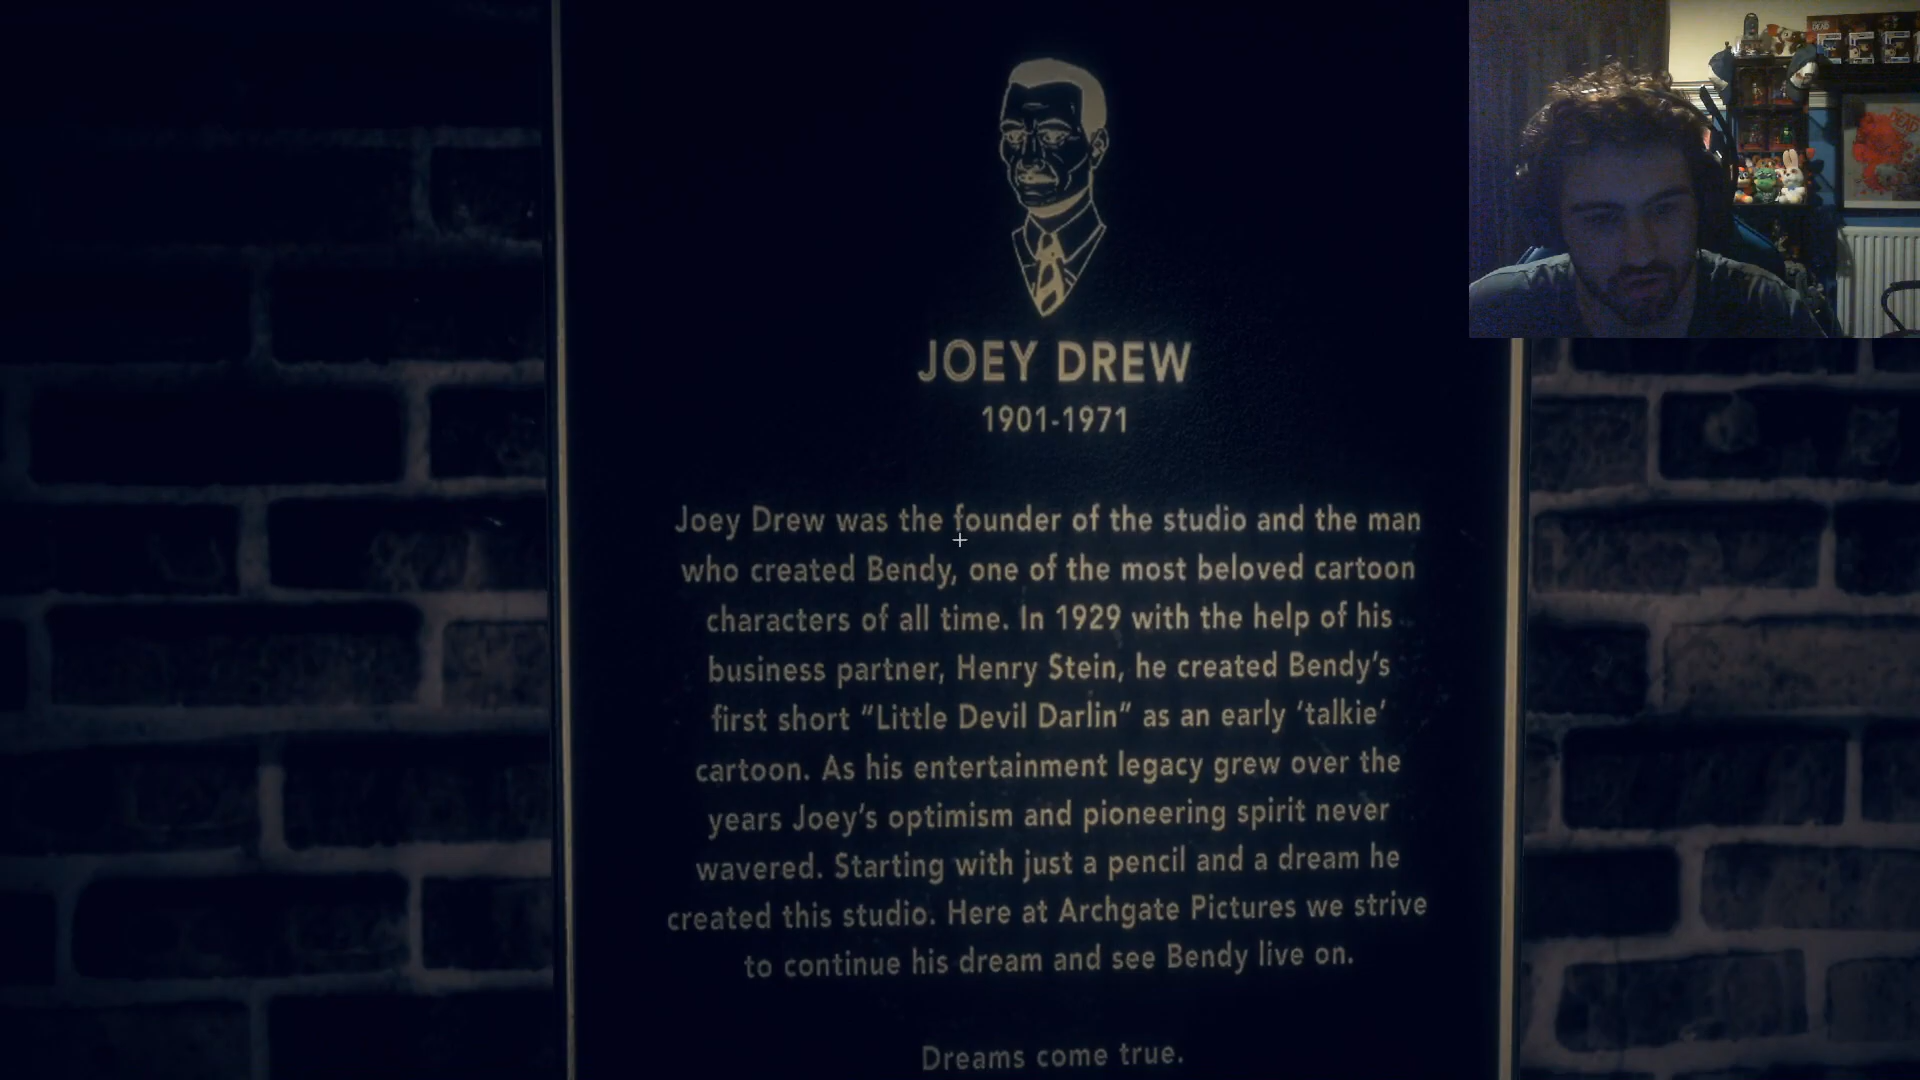 JOEY DREW
1901-1971
Joey Drew was the founder of the studio and the man
who created Bendy, one of the most beloved cartoon
characters of all time. In 1929 with the help of his
business partner, Henry Stein, he created Bendy’s
first short “Little Devil Darlin” as an early ‘talkie’
cartoon. As his entertainment legacy grew over the
years Joey’s optimism and pioneering spirit never
wavered. Starting with just a pencil and a dream he
created this studio. Here at Archgate Pictures we strive
to continue his dream and see Bendy live on.
Dreams come true.
DEAD